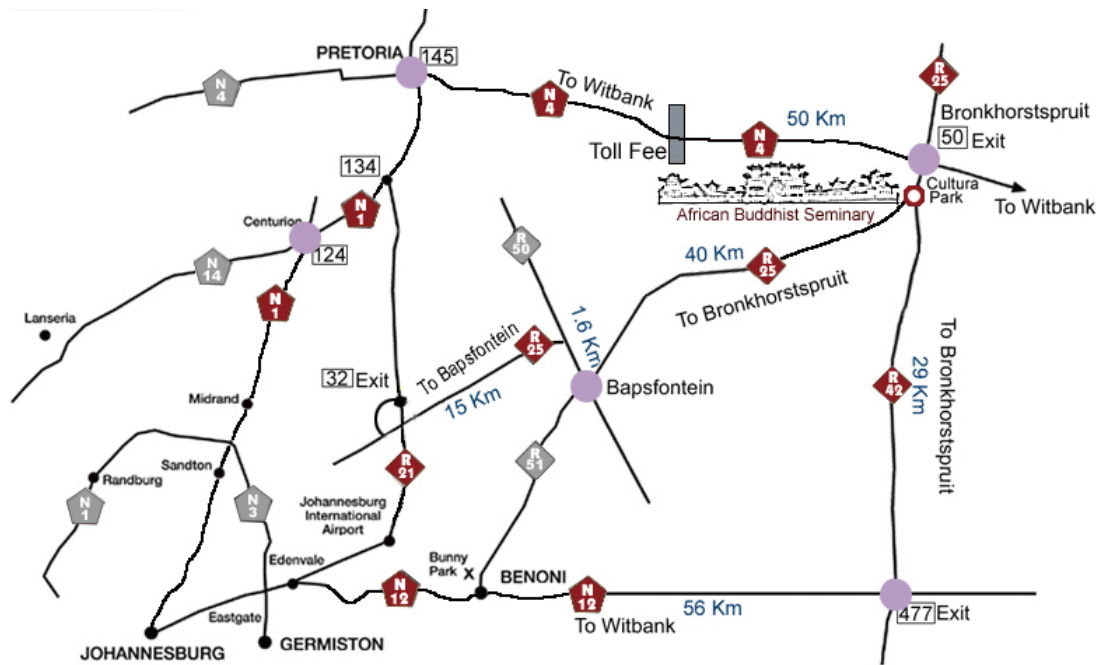 PRETORIA
145
N
4
N
4
To Witbank
Toll Fee
50 Km
N
4
R
25
Bronkhorstspruit
50 Exit
Cultura
Park
To Witbank
African Buddhist Seminary
134
N
1
Centurion
124
N
14
N
1
Lanseria
R
50
40 Km
R
25
To Bronkhorstspruit
1.6 Km
To Bapsfontein
R
25
15 Km
32 Exit
Bapsfontein
R
42
29 Km
To Bronkhorstspruit
Midrand
Sandton
Randburg
N
1
N
3
R
21
R
51
Johannesburg
International
Airport
Edenvale
Bunny
Park
X
BENONI
N
12
N
12
56 Km
To Witbank
477 Exit
Eastgate
JOHANNESBURG
GERMISTON